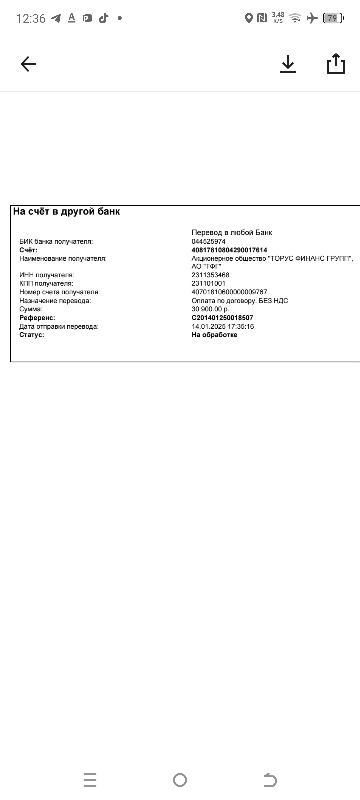 12:36
3,48
К/s
79
На счёт в другой банк
Перевод в любой Банк
БИК банка получателя: 044525974
Счёт: 40817810804290017614
Наименование получателя: Акционерное общество "ТОРУС ФИНАНС ГРУПП",
АО "ТФГ"
ИНН получателя: 2311353468
КПП получателя: 231101001
Номер счета получателя: 40701810600000009767
Назначение перевода: Оплата по договору. БЕЗ НДС
Сумма: 30 900.00 р.
Референс: C201401250018507
Дата отправки перевода: 14.01.2025 17:35:16
Статус: На обработке